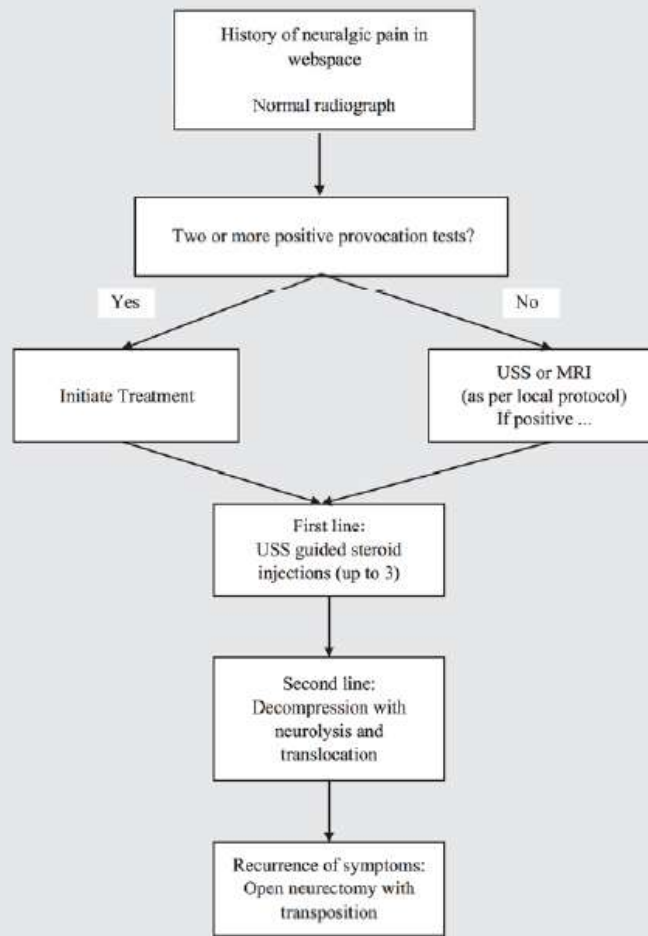 History of neuralgic pain in
webspace
Normal radiograph
Two or more positive provocation tests?
Yes
No
Initiate Treatment
USS or MRI
(as per local protocol)
If positive ...
First line:
USS guided steroid
injections (up to 3)
Second line:
Decompression with
neurolysis and
translocation
Recurrence of symptoms:
Open neurectomy with
transposition